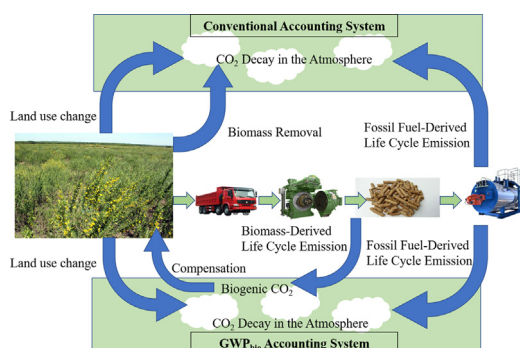 Conventional Accounting System
CO₂ Decay in the Atmosphere
Land use change
Biomass Removal
Fossil Fuel-Derived
Life Cycle Emission
Biomass-Derived
Life Cycle Emission
Fossil Fuel-Derived
Life Cycle Emission
Land use change
Compensation
Biogenic CO₂
CO₂ Decay in the Atmosphere
GWP_bio Accounting System